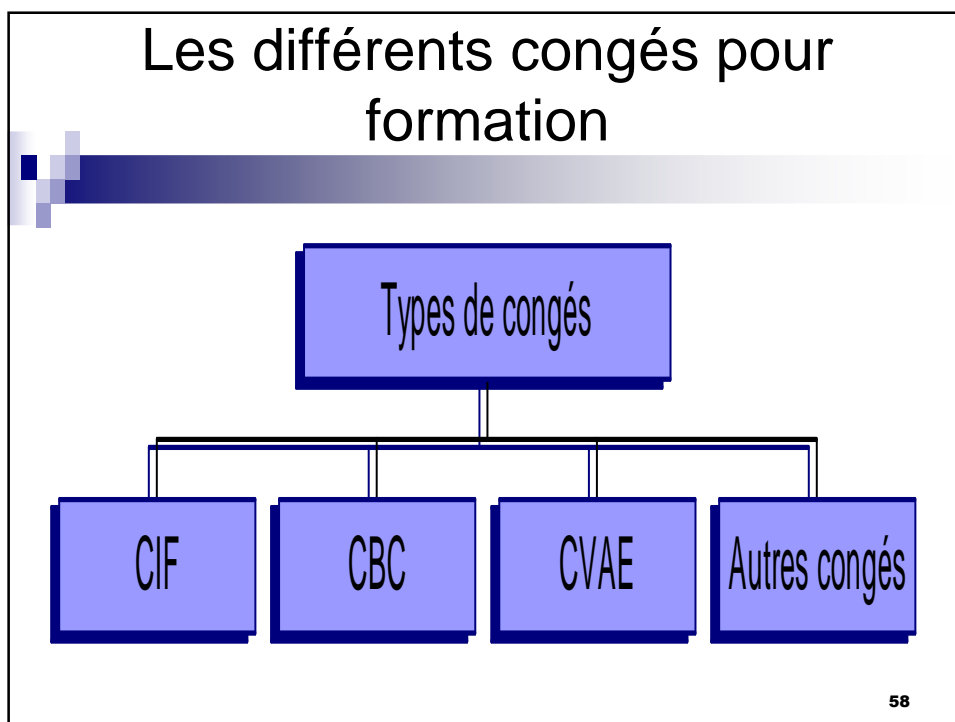 Les différents congés pour
formation
Types de congés
CIF
CBC
CVAE
Autres congés
58